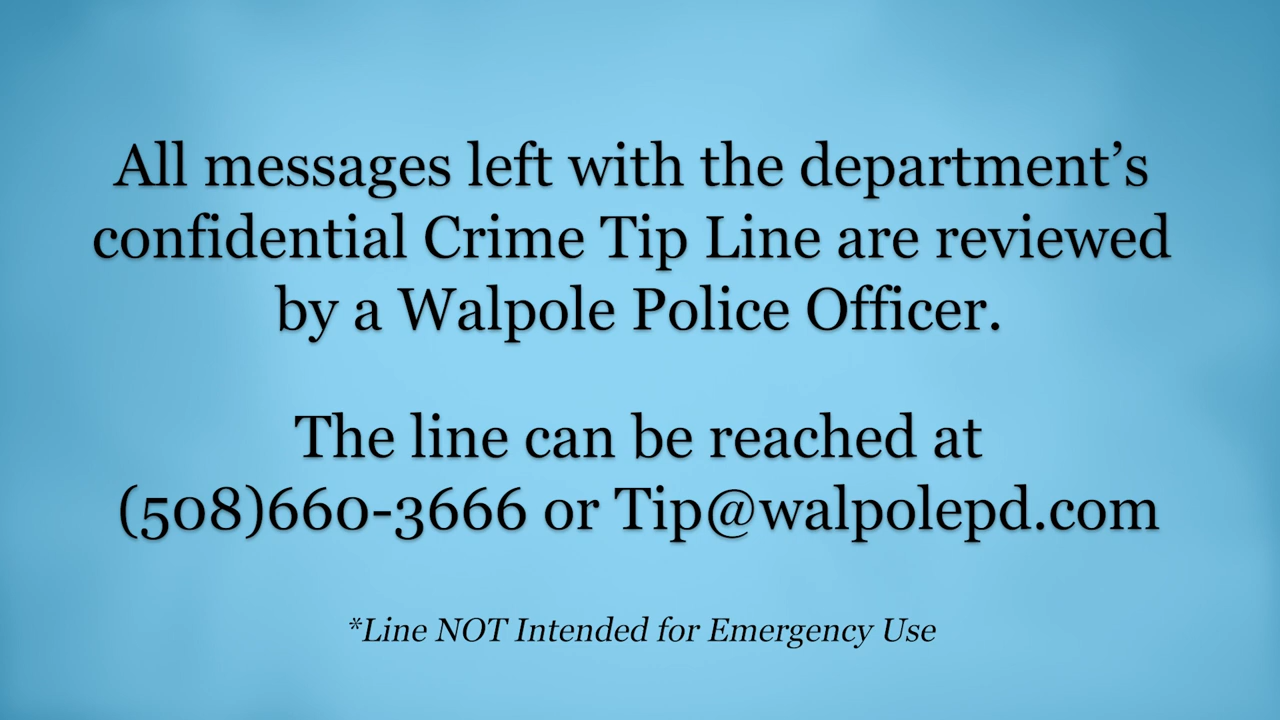 All messages left with the department’s
confidential Crime Tip Line are reviewed
by a Walpole Police Officer.
The line can be reached at
(508)660-3666 or Tip@walpolepd.com
*Line NOT Intended for Emergency Use